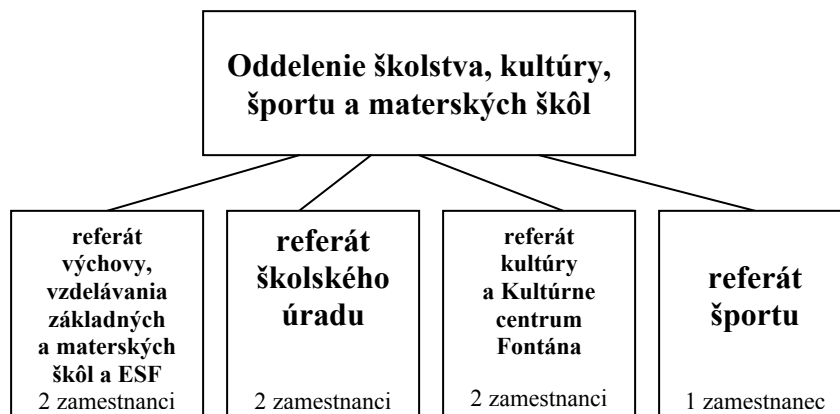 Oddelenie školstva, kultúry,
športu a materských škôl
referát
výchovy,
vzdelávania
základných
a materských
škôl a ESF
2 zamestnanci
referát
školského
úradu
2 zamestnanci
referát
kultúry
a Kultúrne
centrum
Fontána
2 zamestnanci
referát
športu
1 zamestnanec